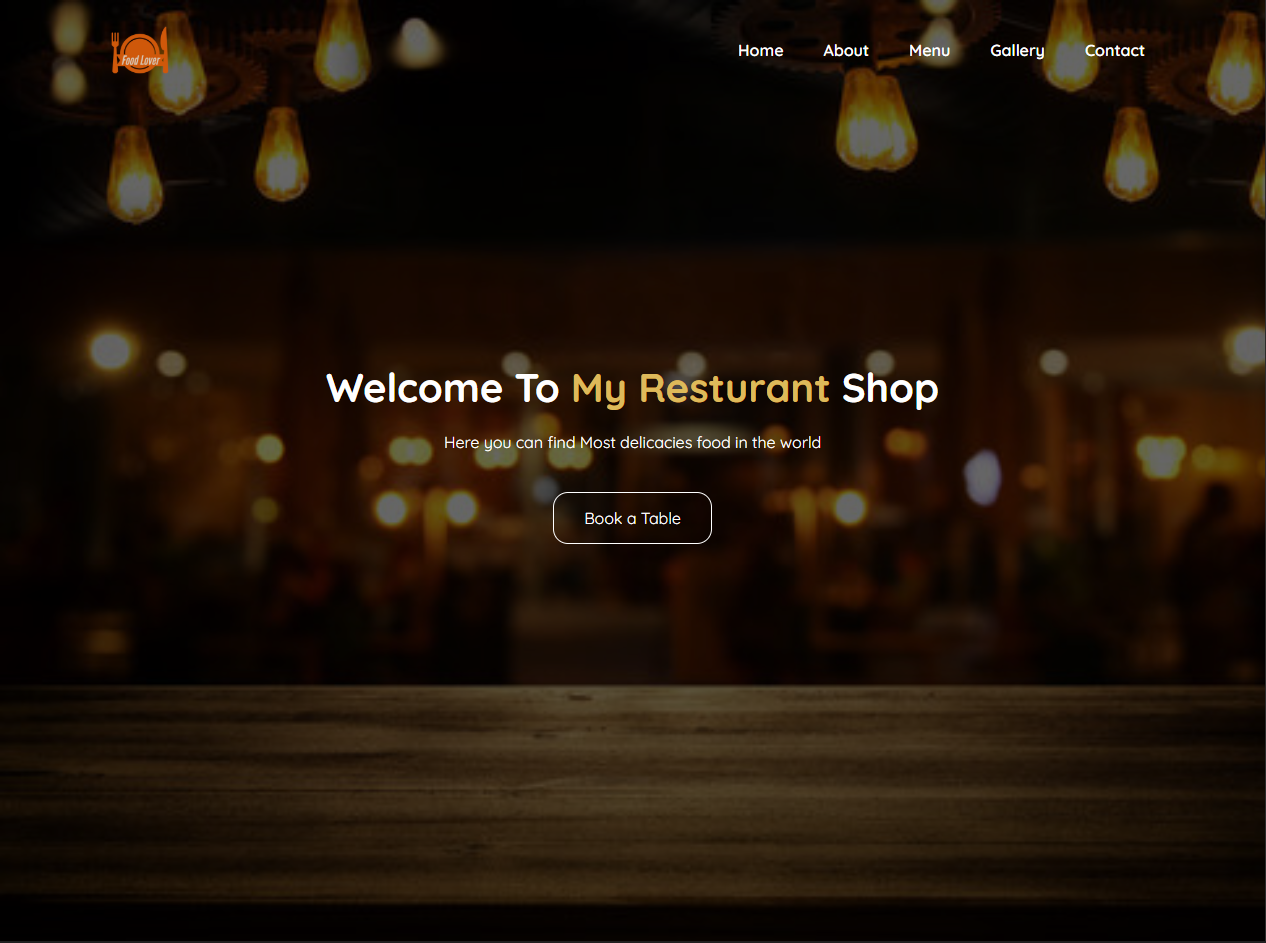 Food Lover
Home About Menu Gallery Contact
Welcome To My Resturant Shop
Here you can find Most delicacies food in the world
Book a Table